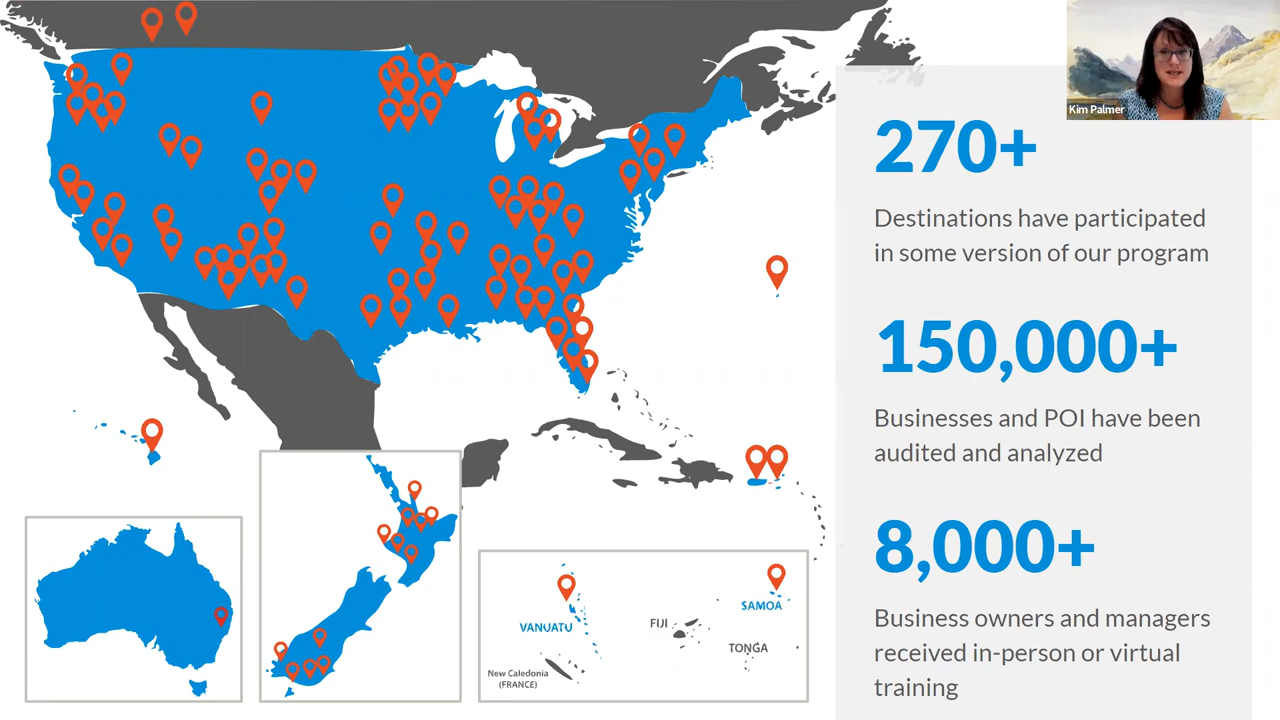 Kim Palmer
270+
Destinations have participated
in some version of our program
150,000+
Businesses and POI have been
audited and analyzed
8,000+
Business owners and managers
received in-person or virtual
training
VANUATU
FIJI
SAMOA
TONGA
New Caledonia
(FRANCE)